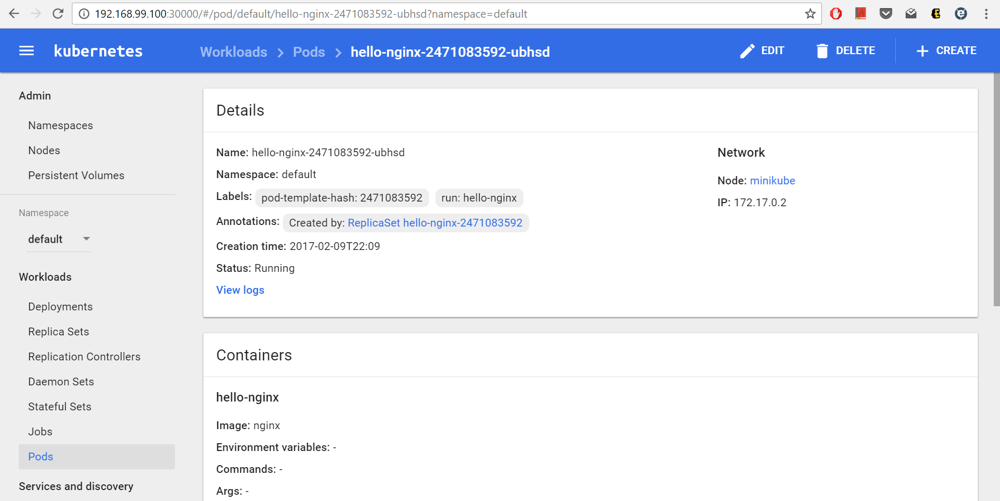 192.168.99.100:30000/#/pod/default/hello-nginx-2471083592-ubhsd?namespace=default
kubernetes
Workloads > Pods > hello-nginx-2471083592-ubhsd
EDIT
DELETE
CREATE
Admin
Namespaces
Nodes
Persistent Volumes
Namespace
default
Workloads
Deployments
Replica Sets
Replication Controllers
Daemon Sets
Stateful Sets
Jobs
Pods
Services and discovery
Details
Name: hello-nginx-2471083592-ubhsd
Namespace: default
Labels: pod-template-hash: 2471083592 run: hello-nginx
Annotations: Created by: ReplicaSet hello-nginx-2471083592
Creation time: 2017-02-09T22:09
Status: Running
View logs
Network
Node: minikube
IP: 172.17.0.2
Containers
hello-nginx
Image: nginx
Environment variables: -
Commands: -
Args: -